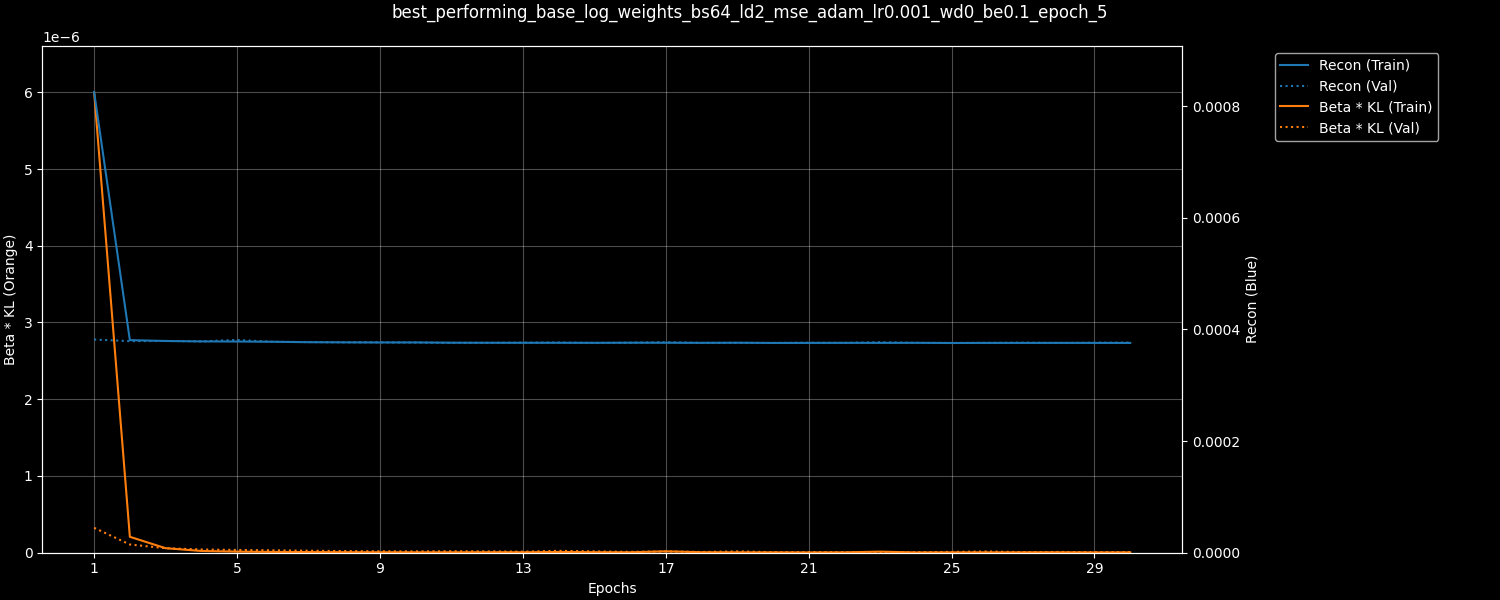 best_performing_base_log_weights_bs64_ld2_mse_adam_lr0.001_wd0_be0.1_epoch_5
1e−6
6
5
4
3
2
1
0
Beta * KL (Orange)
1
5
9
13
17
21
25
29
Epochs
0.0008
0.0006
0.0004
0.0002
0.0000
Recon (Blue)
Recon (Train)
Recon (Val)
Beta * KL (Train)
Beta * KL (Val)